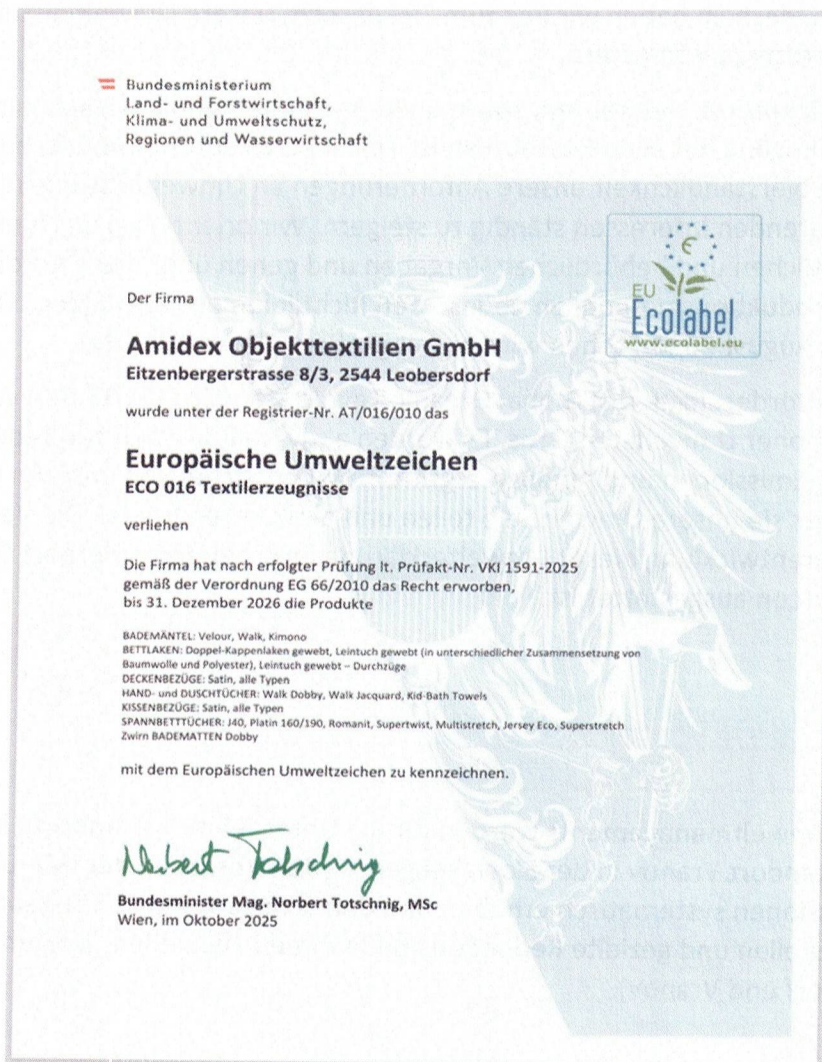 Bundesministerium
Land- und Forstwirtschaft,
Klima- und Umweltschutz,
Regionen und Wasserwirtschaft
EU
Ecolabel
www.ecolabel.eu
Der Firma
Amidex Objekttextilien GmbH
Eitzenbergerstrasse 8/3, 2544 Leobersdorf
wurde unter der Registrier-Nr. AT/016/010 das
Europäische Umweltzeichen
ECO 016 Textilerzeugnisse
verliehen
Die Firma hat nach erfolgter Prüfung lt. Prüfakt-Nr. VKI 1591-2025
gemäß der Verordnung EG 66/2010 das Recht erworben,
bis 31. Dezember 2026 die Produkte
BADEMÄNTEL: Velour, Walk, Kimono
BETTLAKEN: Doppel-Kappenlaken gewebt, Leintuch gewebt (in unterschiedlicher Zusammensetzung von
Baumwolle und Polyester), Leintuch gewebt – Durchzüge
DECKENBEZÜGE: Satin, alle Typen
HAND- und DUSCHTÜCHER: Walk Dobby, Walk Jacquard, Kid-Bath Towels
KISSENBEZÜGE: Satin, alle Typen
SPANNBETTTÜCHER: J40, Platin 160/190, Romanit, Supertwist, Multistretch, Jersey Eco, Superstretch
Zwirn BADEMATTEN Dobby
mit dem Europäischen Umweltzeichen zu kennzeichnen.
Norbert Totschnig
Bundesminister Mag. Norbert Totschnig, MSc
Wien, im Oktober 2025